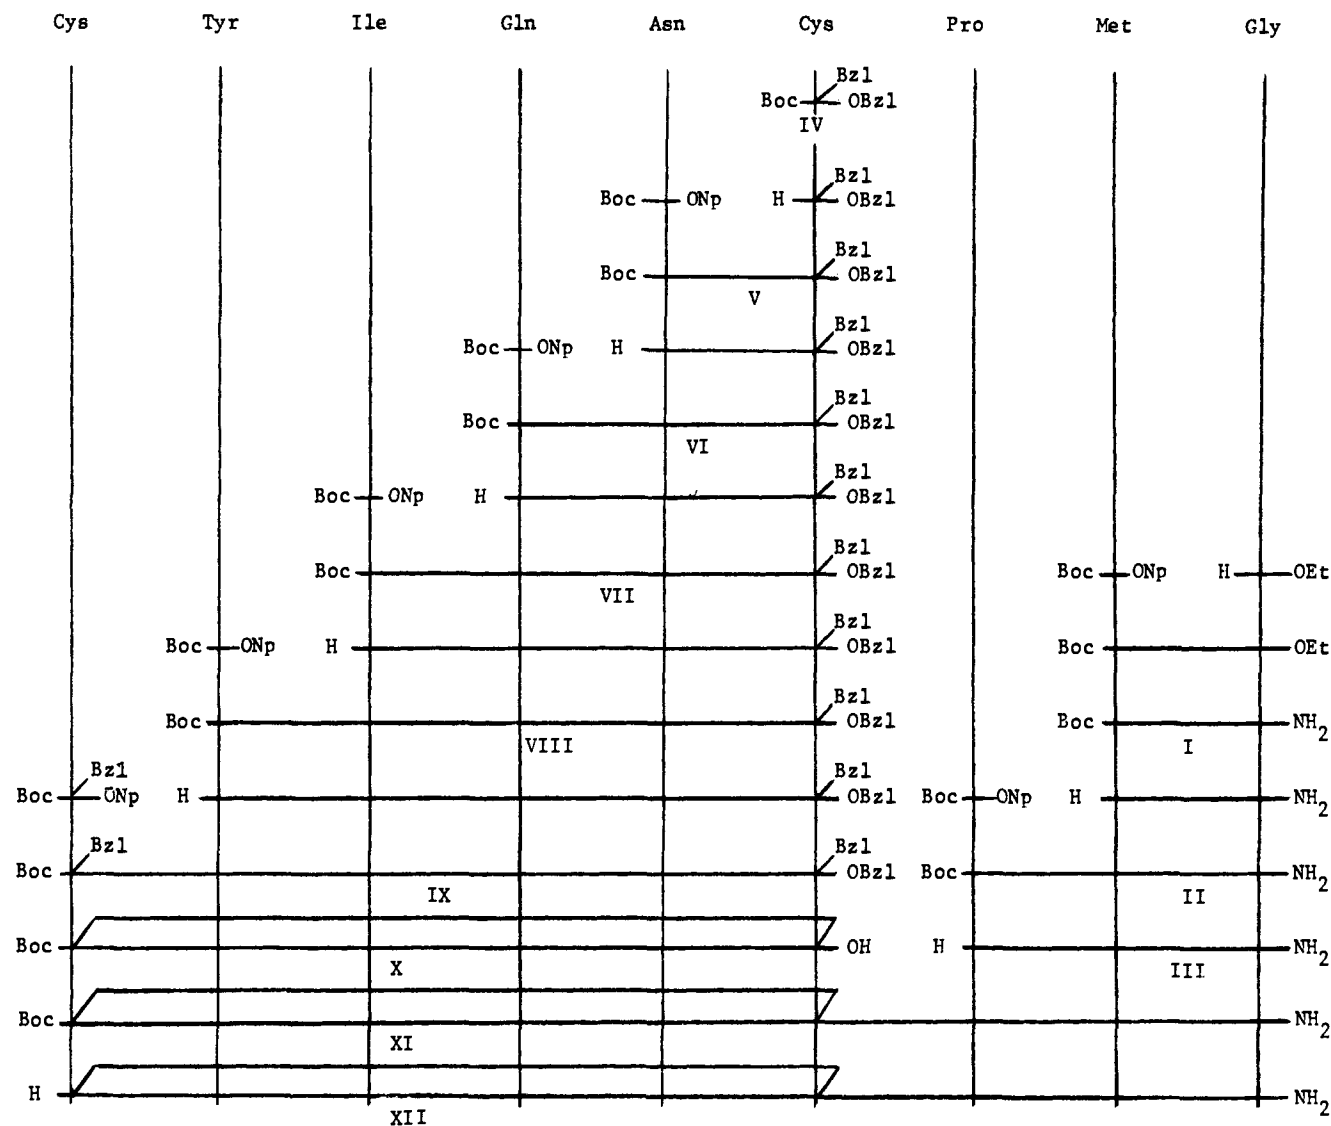 Cys Tyr Ile Gln Asn Cys Pro Met Gly
Bzl
Boc OBzl
IV
Bzl
Boc ONp H OBzl
Bzl
Boc OBzl
V
Bzl
Boc ONp H OBzl
Bzl
Boc OBzl
VI
Bzl
Boc ONp H OBzl
Bzl
Boc OBzl Boc ONp H OEt
VII
Bzl
Boc ONp H OBzl Boc OEt
Bzl
Boc OBzl Boc NH2
VIII I
Bzl Bzl
Boc ONp H OBzl Boc ONp H NH2
Bzl Bzl
Boc OBzl Boc NH2
IX II
Boc OH H NH2
X III
Boc NH2
XI
H NH2
XII